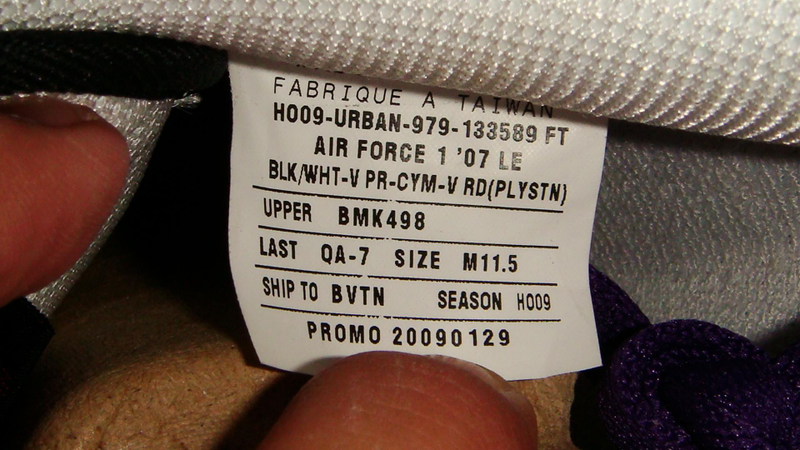 FABRIQUE A TAIWAN
HO09-URBAN-979-133589 FT
AIR FORCE 1 '07 LE
BLK/WHT-V PR-CYM-V RD(PLYSTN)
UPPER BMK498
LAST QA-7 SIZE M11.5
SHIP TO BVTN SEASON HO09
PROMO 20090129